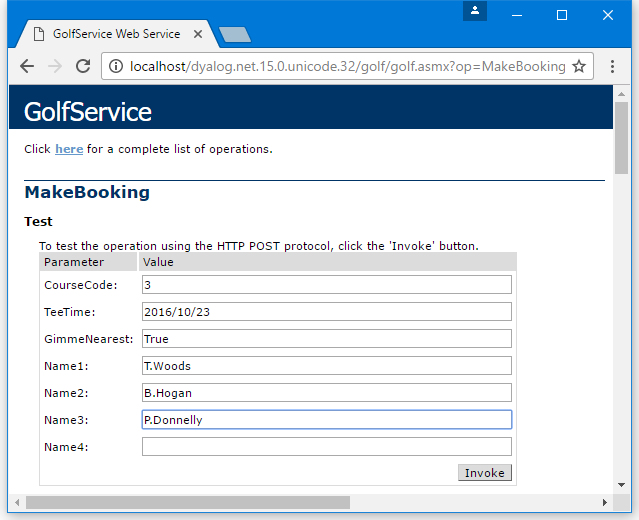 GolfService Web Service
localhost/dyalog.net.15.0.unicode.32/golf/golf.asmx?op=MakeBooking
GolfService
Click here for a complete list of operations.
MakeBooking
Test
To test the operation using the HTTP POST protocol, click the 'Invoke' button.
Parameter Value
CourseCode: 3
TeeTime: 2016/10/23
GimmeNearest: True
Name1: T.Woods
Name2: B.Hogan
Name3: P.Donnelly
Name4:
Invoke